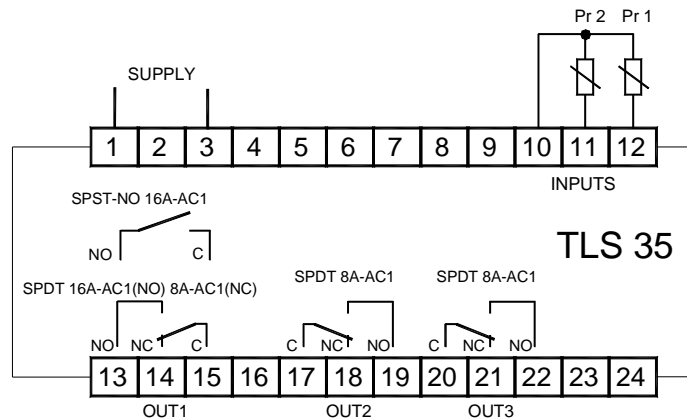 Pr 2 Pr 1
SUPPLY
1 2 3 4 5 6 7 8 9 10 11 12
INPUTS
SPST-NO 16A-AC1
NO C
TLS 35
SPDT 16A-AC1(NO) 8A-AC1(NC) SPDT 8A-AC1 SPDT 8A-AC1
NO NC C C NC NO C NC NO
13 14 15 16 17 18 19 20 21 22 23 24
OUT1 OUT2 OUT3